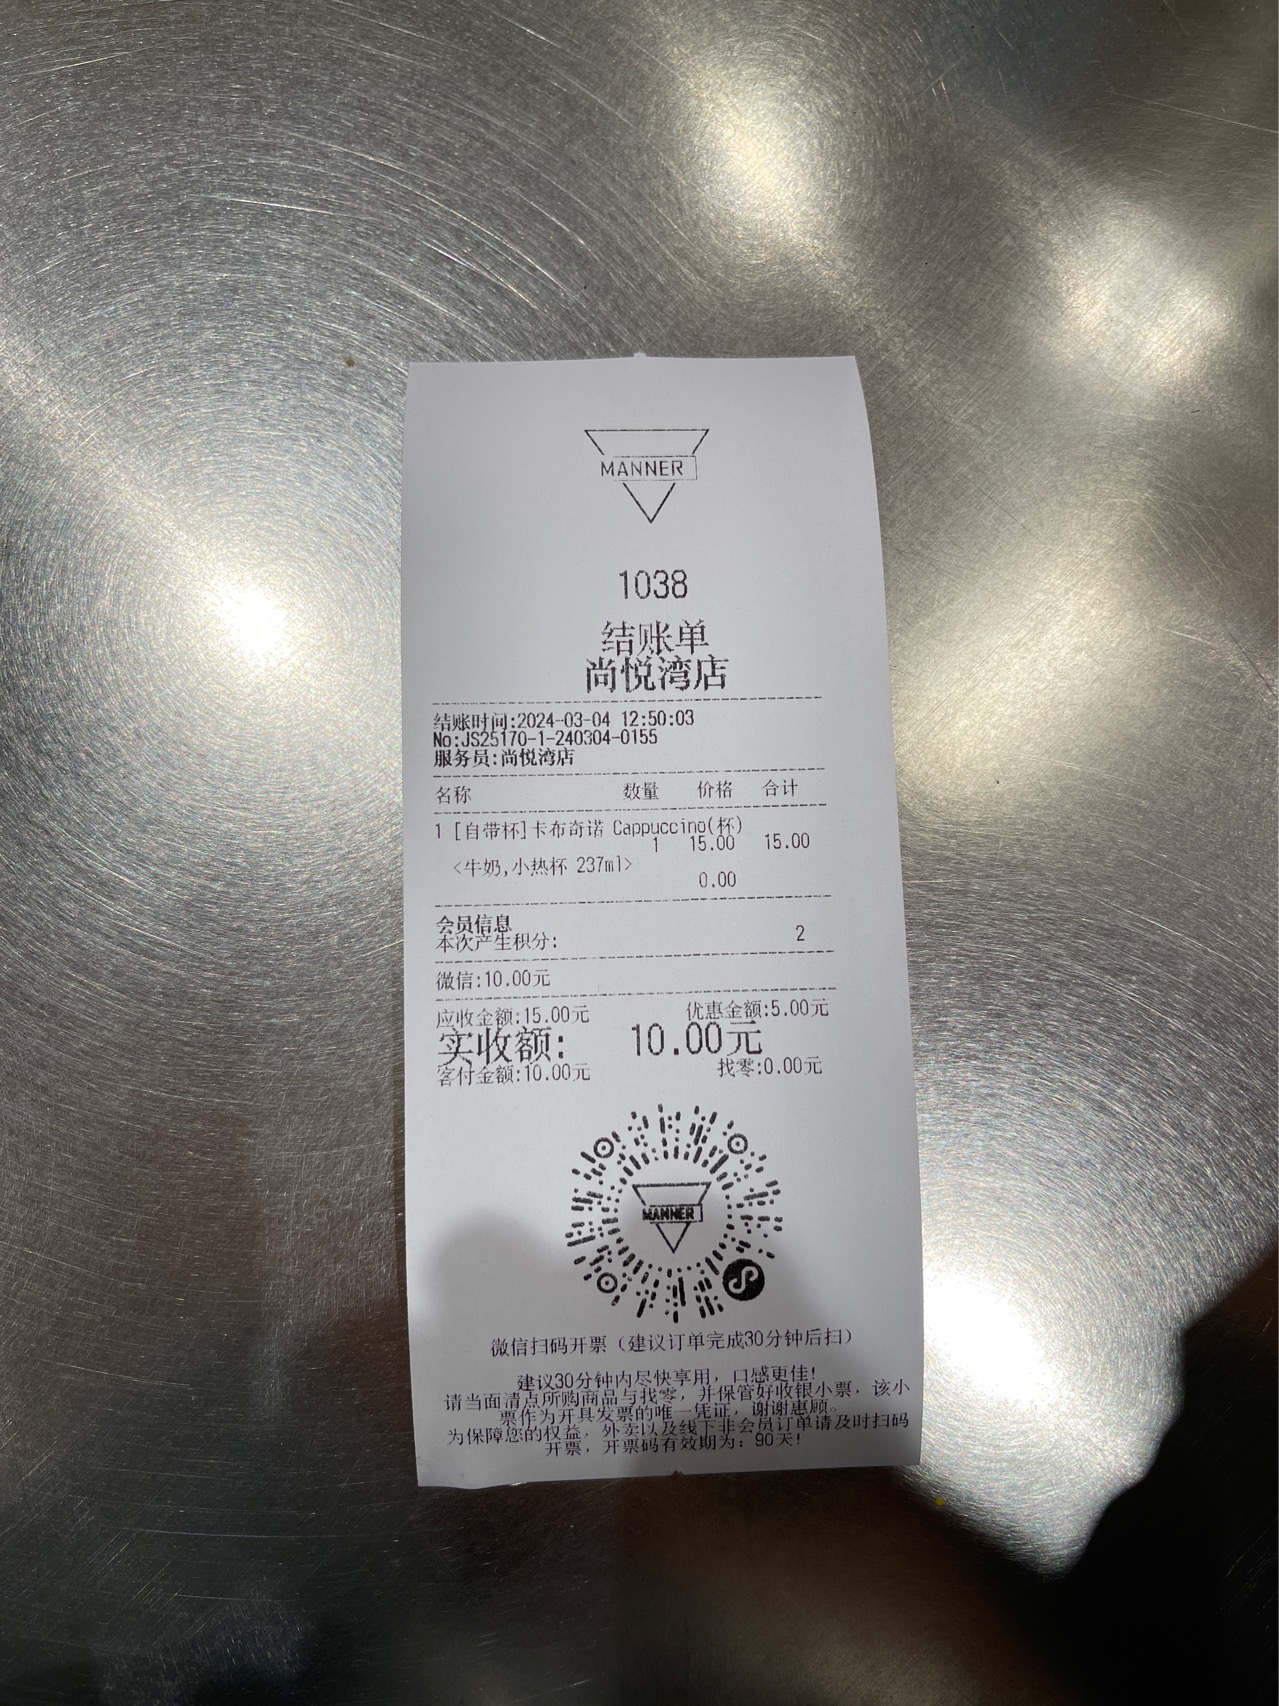 MANNER
1038
结账单
尚悦湾店
结账时间:2024-03-04 12:50:03
No:JS25170-1-240304-0155
服务员:尚悦湾店
名称 数量 价格 合计
1 [自带杯]卡布奇诺 Cappuccino(杯)
1 15.00 15.00
<牛奶,小热杯 237ml>
0.00
会员信息
本次产生积分: 2
微信:10.00元
应收金额:15.00元 优惠金额:5.00元
实收额: 10.00元
客付金额:10.00元 找零:0.00元
MANNER
微信扫码开票（建议订单完成30分钟后扫）
建议30分钟内尽快享用，口感更佳!
请当面清点所购商品与找零，并保管好收银小票，该小
票作为开具发票的唯一凭证，谢谢惠顾。
为保障您的权益，外卖以及线下非会员订单请及时扫码
开票，开票码有效期为：90天!